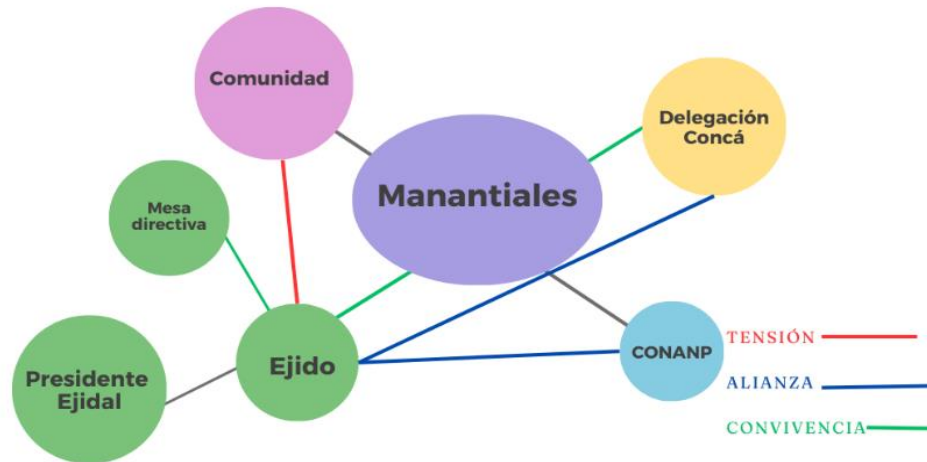 Comunidad
Delegación
Concá
Manantiales
Mesa
directiva
Ejido
CONANP
TENSIÓN
Presidente
Ejidal
ALIANZA
CONVIVENCIA